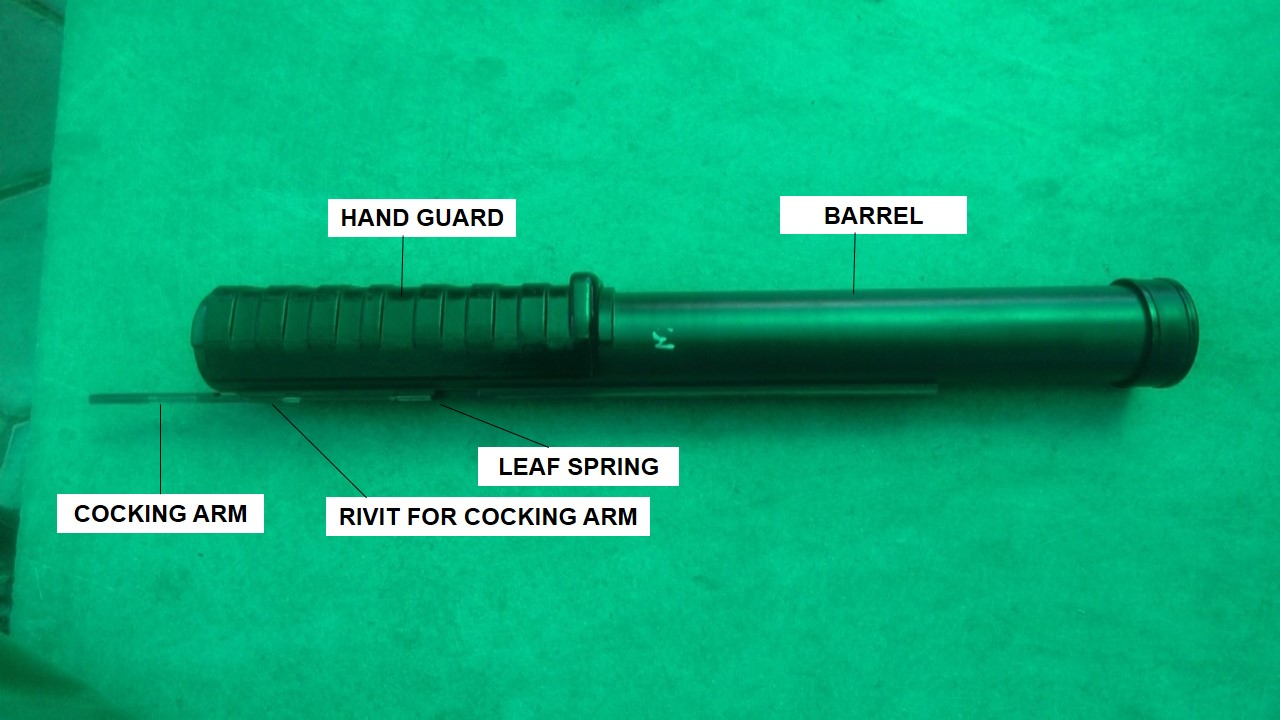 HAND GUARD
BARREL
LEAF SPRING
COCKING ARM
RIVIT FOR COCKING ARM